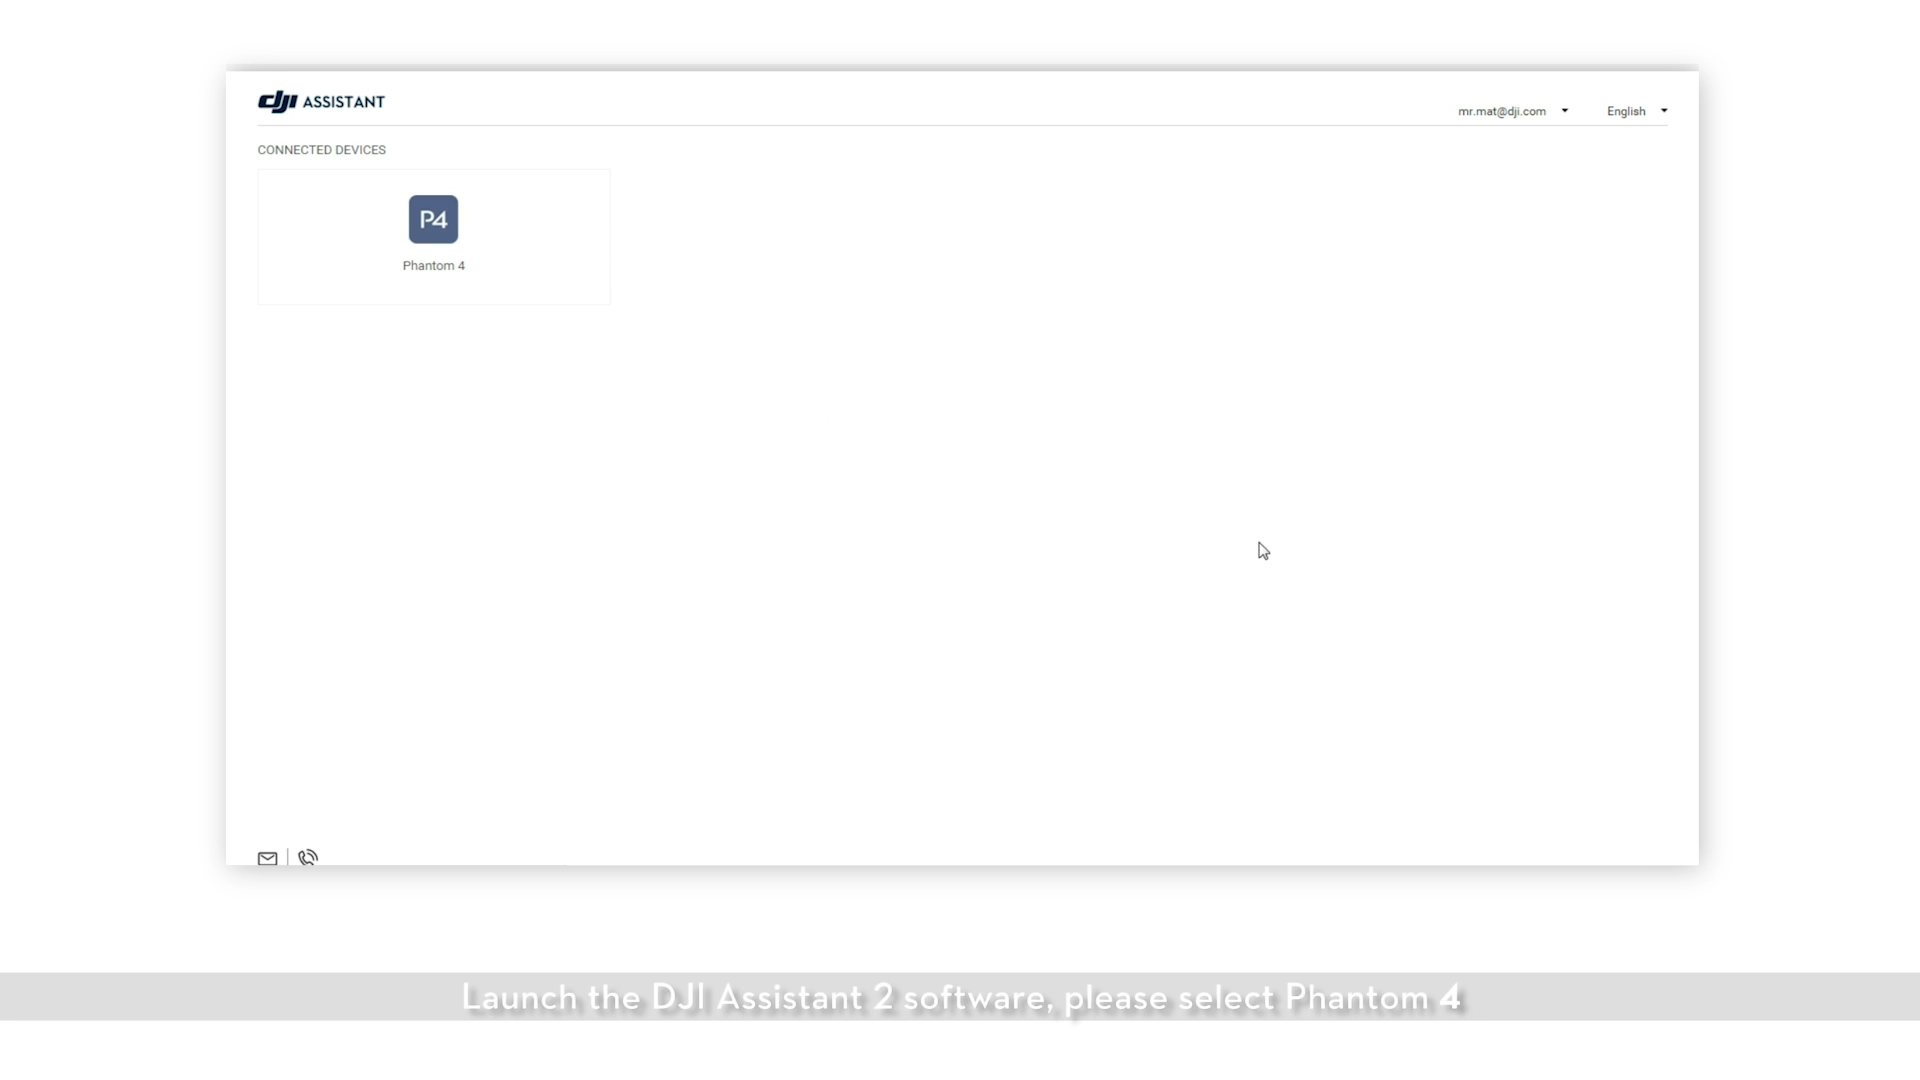 dji ASSISTANT
mr.mat@dji.com
English
CONNECTED DEVICES
P4
Phantom 4
Launch the DJI Assistant 2 software, please select Phantom 4